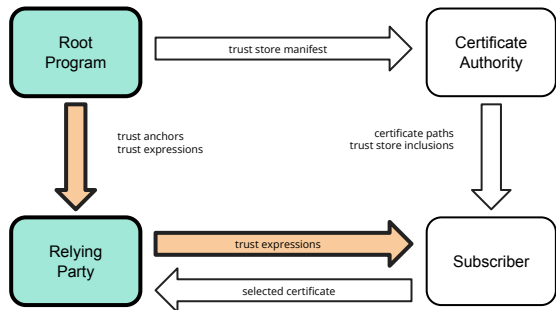 Root
Program
trust store manifest
Certificate
Authority
trust anchors
trust expressions
certificate paths
trust store inclusions
Relying
Party
trust expressions
selected certificate
Subscriber